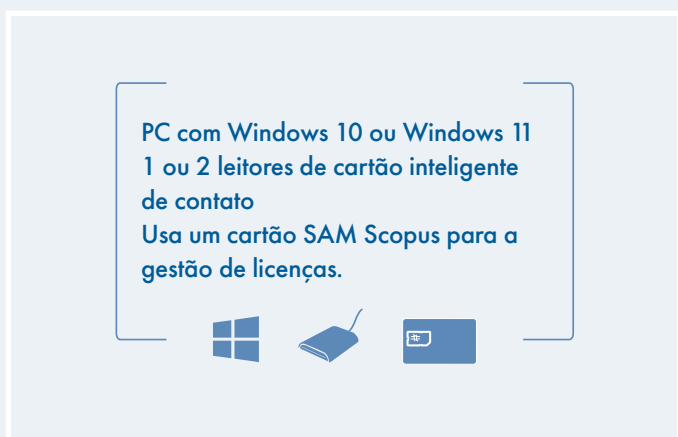 PC com Windows 10 ou Windows 11
1 ou 2 leitores de cartão inteligente
de contato
Usa um cartão SAM Scopus para a
gestão de licenças.